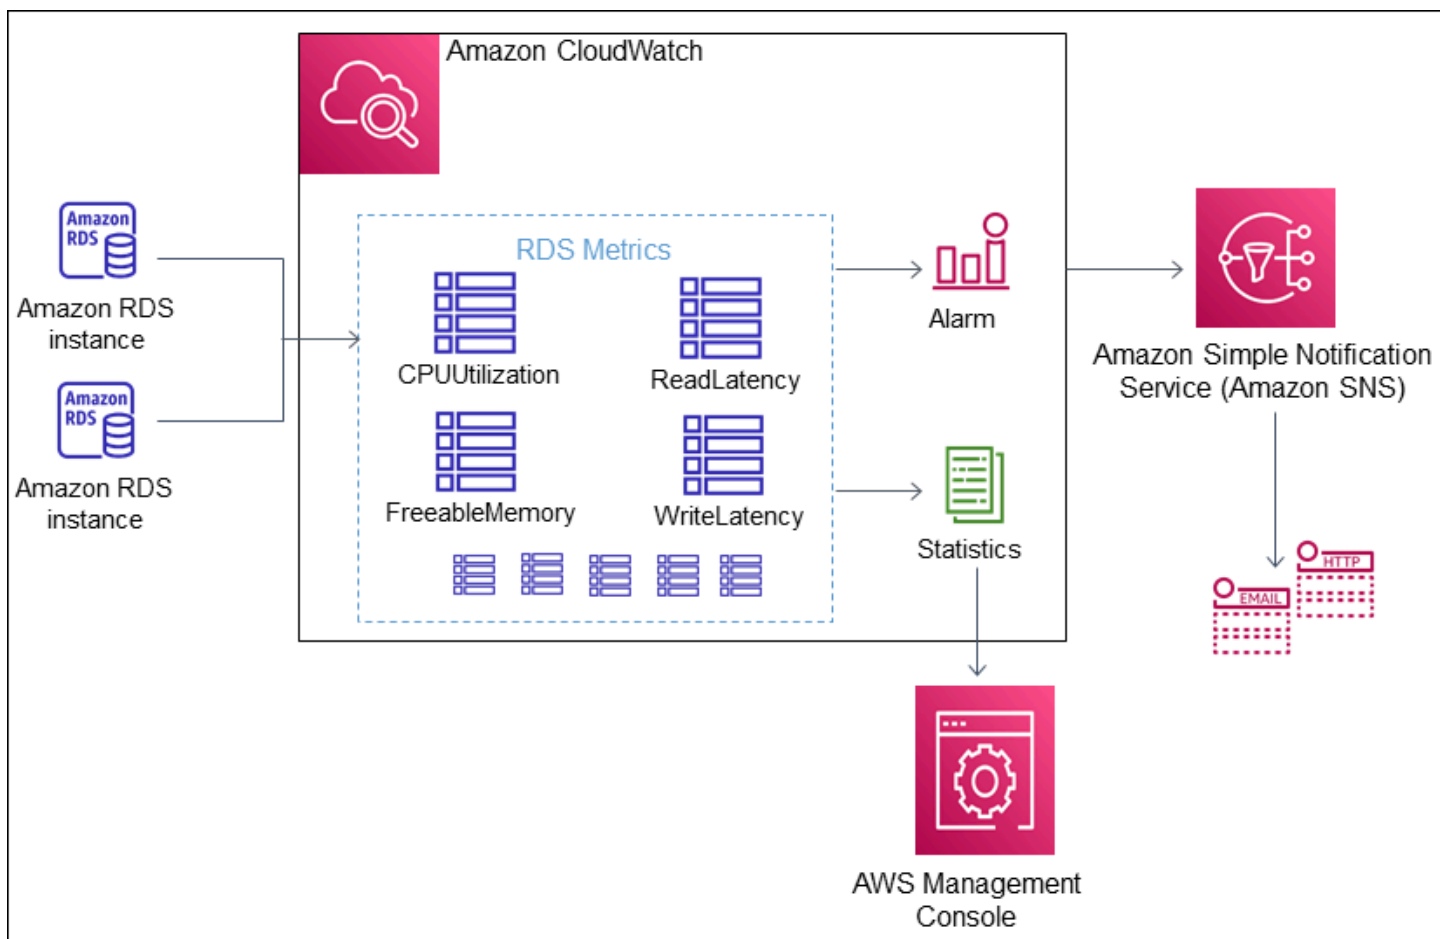 Amazon CloudWatch
Amazon
RDS
Amazon RDS
instance
Amazon
RDS
Amazon RDS
instance
RDS Metrics
CPUUtilization
ReadLatency
FreeableMemory
WriteLatency
Alarm
Statistics
Amazon Simple Notification
Service (Amazon SNS)
HTTP
EMAIL
AWS Management
Console